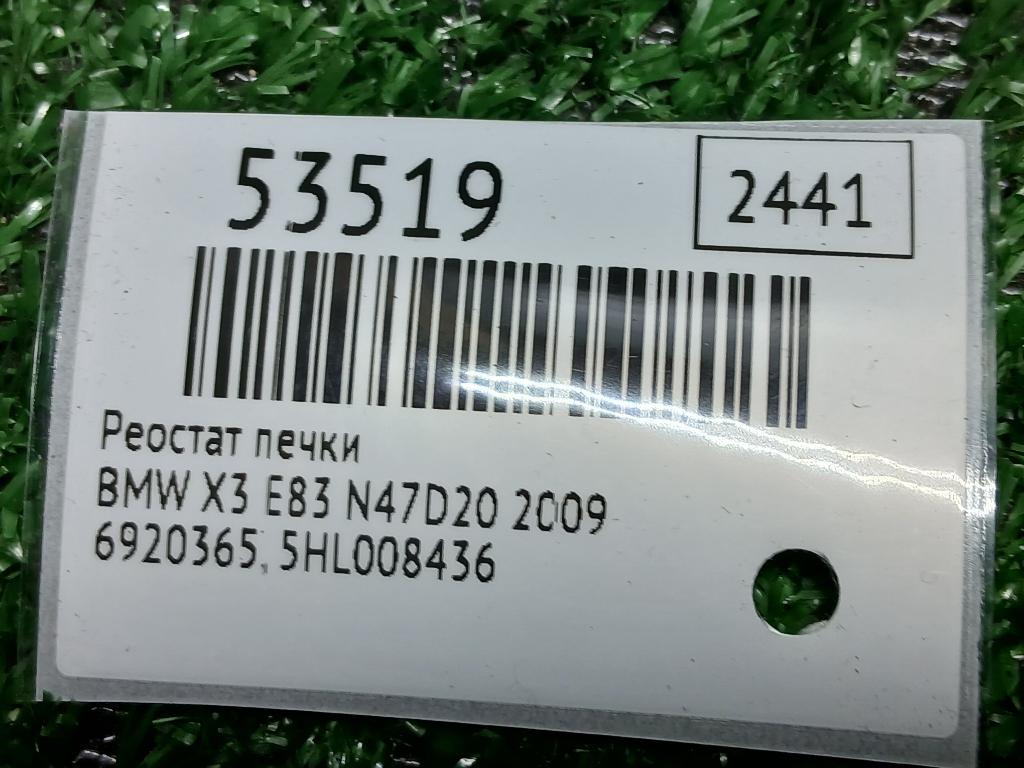 53519
2441
Реостат печки
BMW X3 E83 N47D20 2009
6920365, 5HL008436